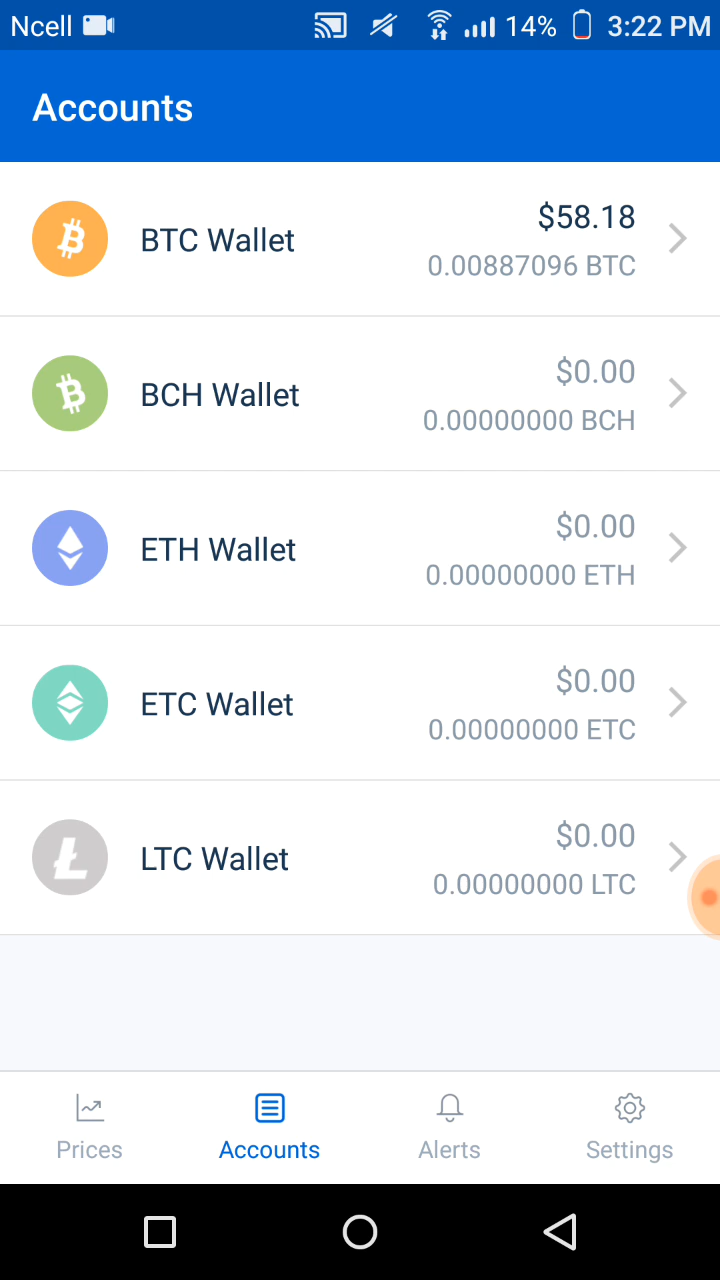 Ncell 14% 3:22 PM
Accounts
BTC Wallet
$58.18
0.00887096 BTC
BCH Wallet
$0.00
0.00000000 BCH
ETH Wallet
$0.00
0.00000000 ETH
ETC Wallet
$0.00
0.00000000 ETC
LTC Wallet
$0.00
0.00000000 LTC
Prices Accounts Alerts Settings